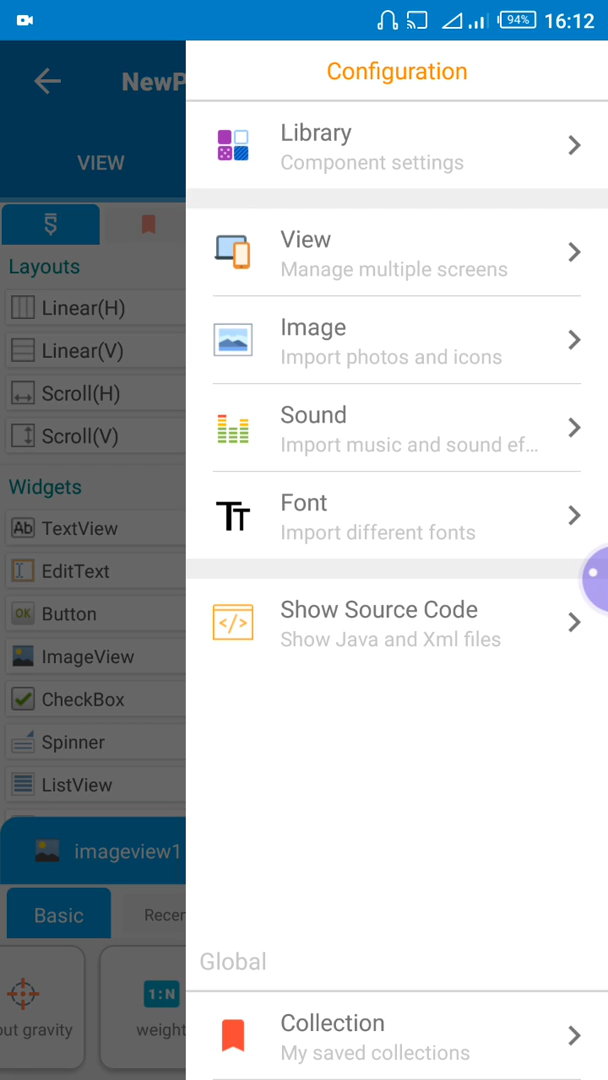 94% 16:12
NewP
VIEW
Layouts
Linear(H)
Linear(V)
Scroll(H)
Scroll(V)
Widgets
Ab TextView
EditText
OK Button
ImageView
CheckBox
Spinner
ListView
imageview1
Basic
Recer
out gravity
1:N
weight
Configuration
Library
Component settings
View
Manage multiple screens
Image
Import photos and icons
Sound
Import music and sound ef...
TT Font
Import different fonts
</> Show Source Code
Show Java and Xml files
Global
Collection
My saved collections